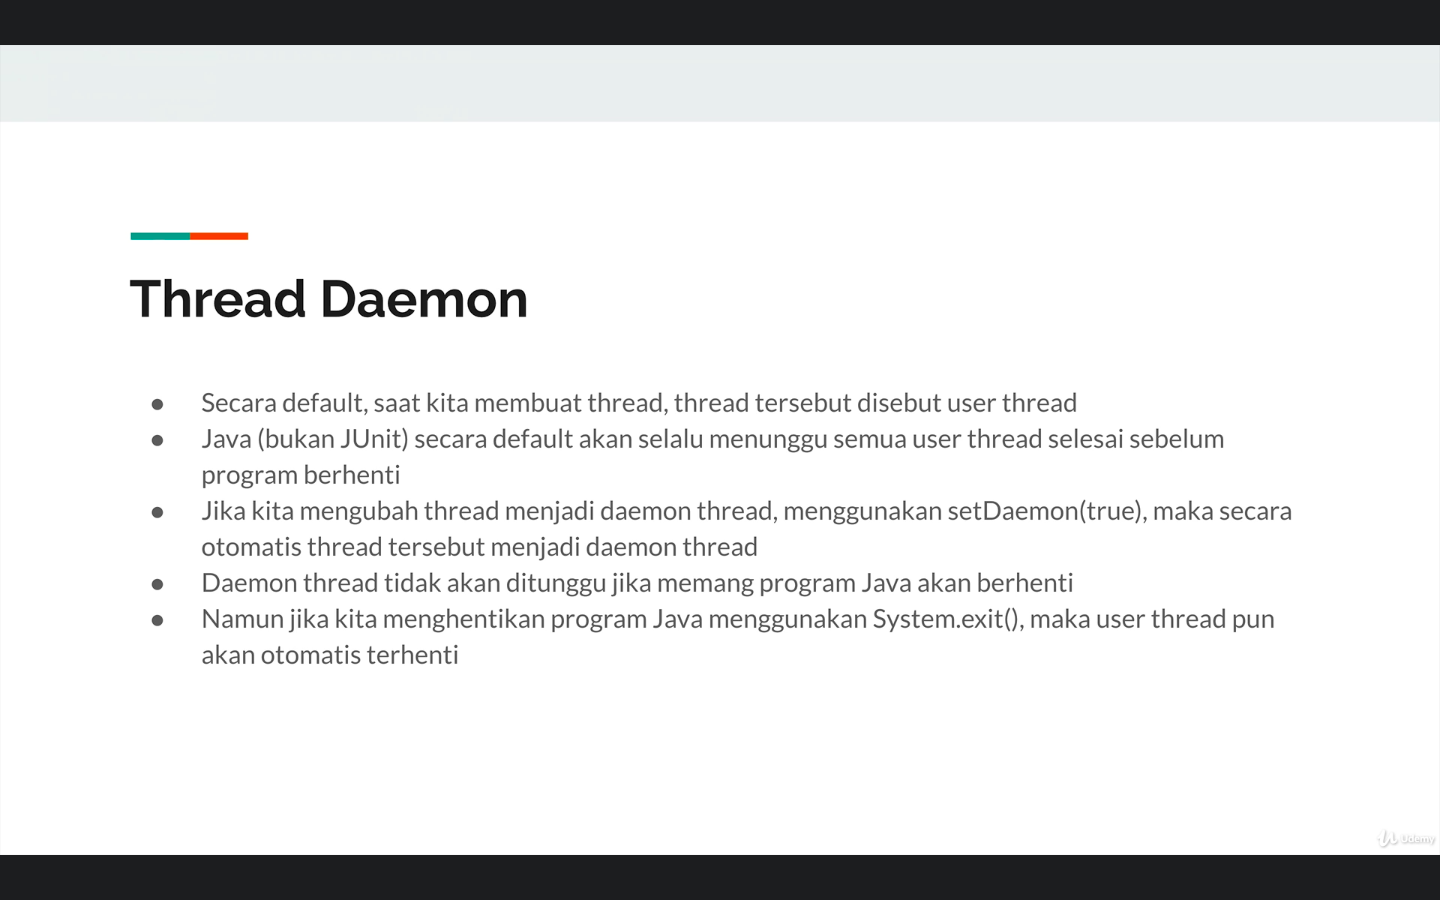 Thread Daemon
● Secara default, saat kita membuat thread, thread tersebut disebut user thread
● Java (bukan JUnit) secara default akan selalu menunggu semua user thread selesai sebelum
program berhenti
● Jika kita mengubah thread menjadi daemon thread, menggunakan setDaemon(true), maka secara
otomatis thread tersebut menjadi daemon thread
● Daemon thread tidak akan ditunggu jika memang program Java akan berhenti
● Namun jika kita menghentikan program Java menggunakan System.exit(), maka user thread pun
akan otomatis terhenti
Udemy